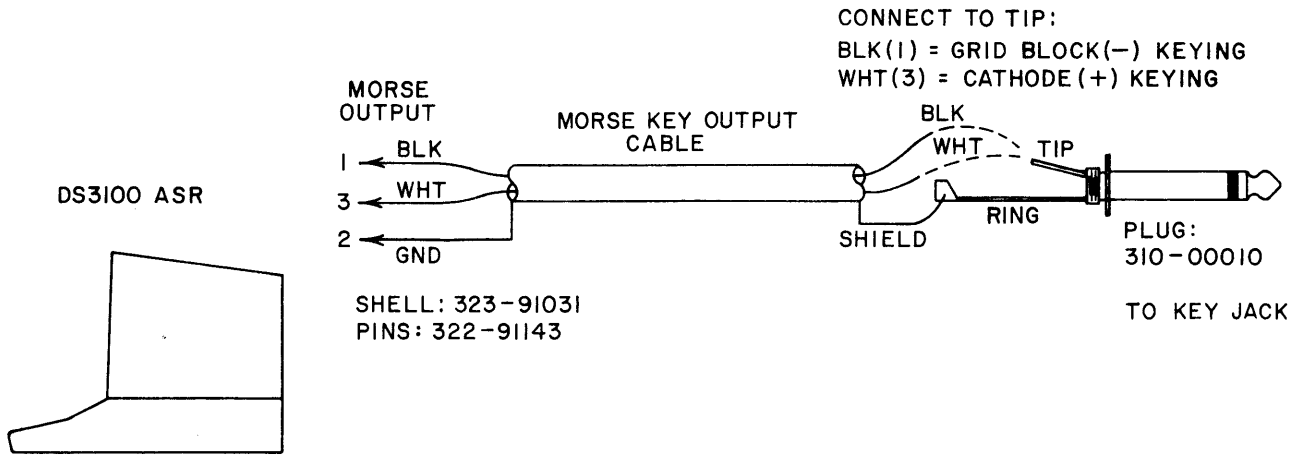 CONNECT TO TIP:
BLK(1) = GRID BLOCK(-) KEYING
WHT(3) = CATHODE(+) KEYING
MORSE
OUTPUT
MORSE KEY OUTPUT
CABLE
BLK
WHT
TIP
1
BLK
3
WHT
2
GND
DS3100 ASR
SHIELD
RING
PLUG:
310-00010
TO KEY JACK
SHELL: 323-91031
PINS: 322-91143